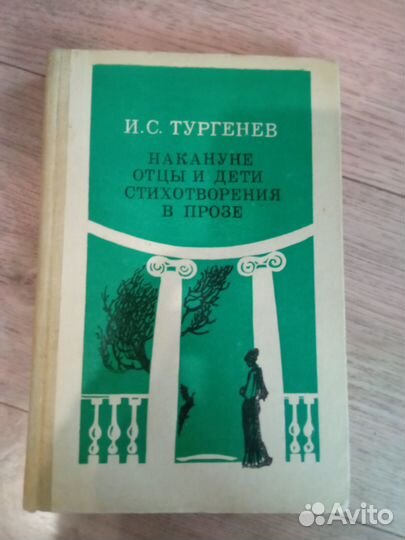 И.С. ТУРГЕНЕВ
НАКАНУНЕ
ОТЦЫ И ДЕТИ
СТИХОТВОРЕНИЯ
В ПРОЗЕ
Avito